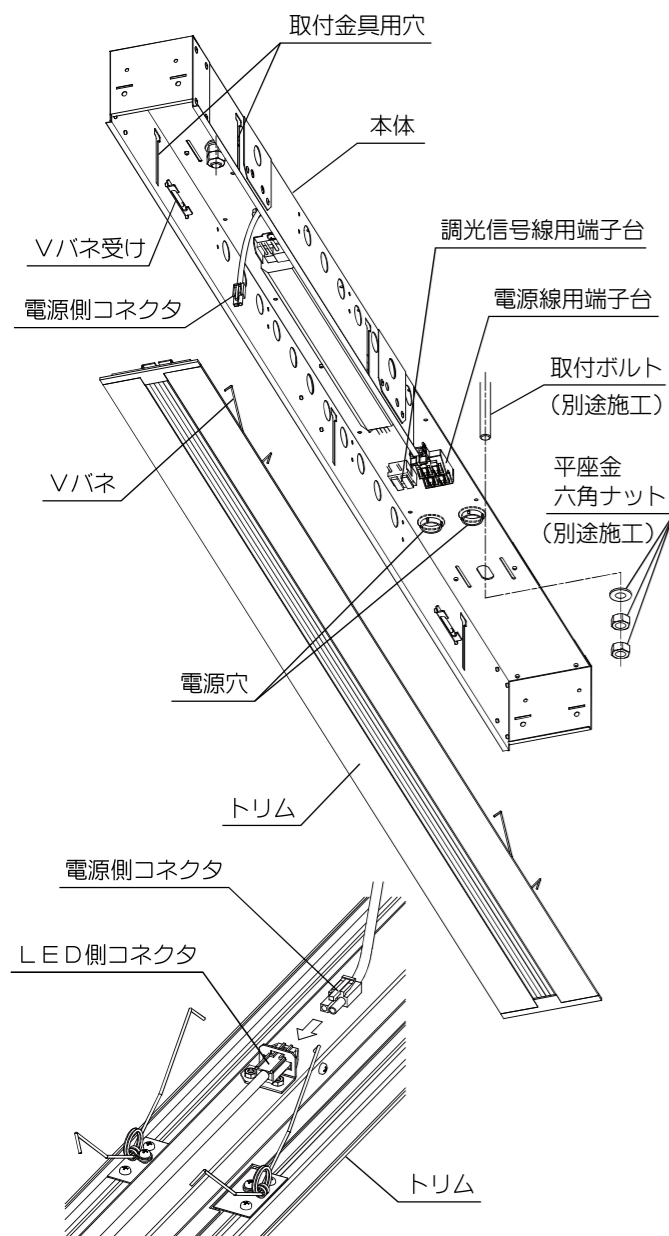 取付金具用穴
本体
調光信号線用端子台
Vバネ受け
電源線用端子台
電源側コネクタ
取付ボルト
(別途施工)
Vバネ
平座金
六角ナット
(別途施工)
電源穴
トリム
電源側コネクタ
LED側コネクタ
トリム